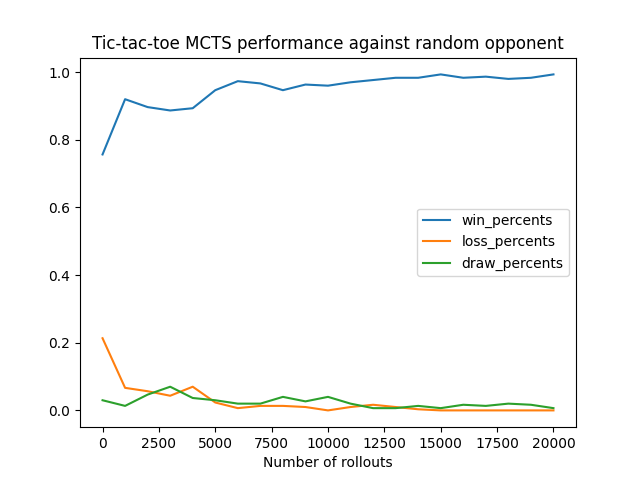 Tic-tac-toe MCTS performance against random opponent
1.0
0.8
0.6
0.4
0.2
0.0
win_percents
loss_percents
draw_percents
0 2500 5000 7500 10000 12500 15000 17500 20000
Number of rollouts